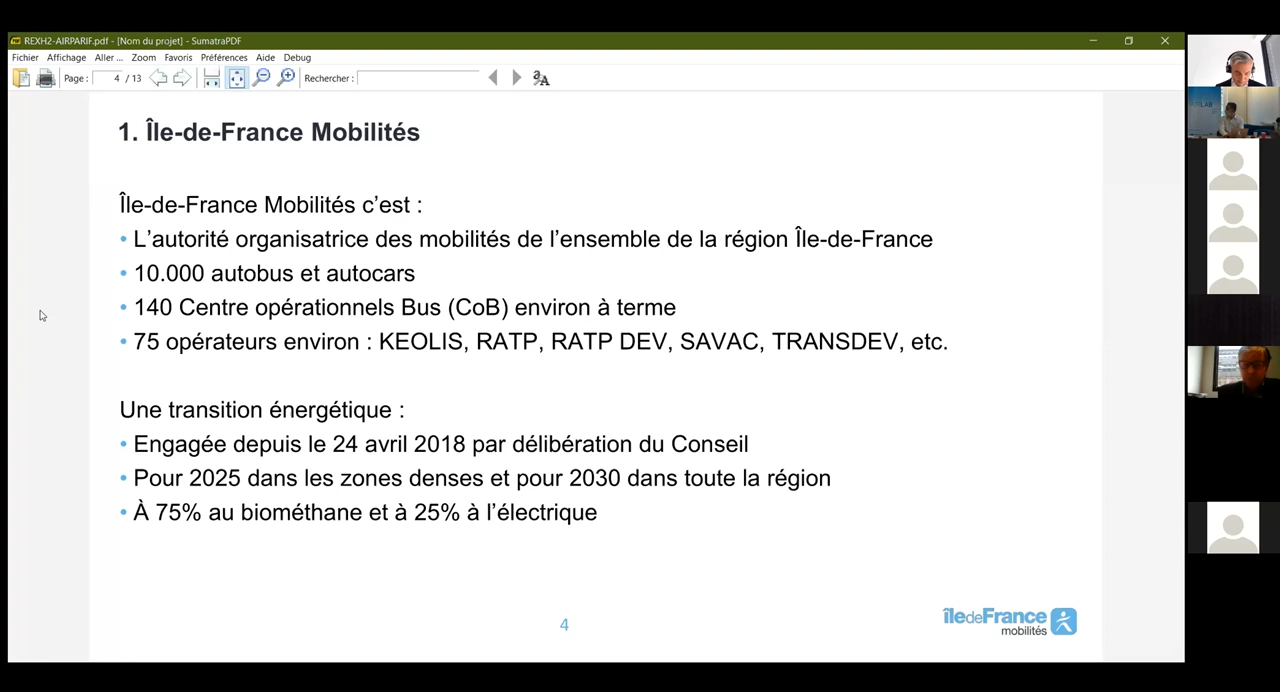 REXH2-AIRPARIF.pdf - [Nom du projet] - SumatraPDF
Fichier Affichage Aller ... Zoom Favoris Préférences Aide Debug
Page : 4 / 13 Rechercher :
1. Île-de-France Mobilités
Île-de-France Mobilités c’est :
• L’autorité organisatrice des mobilités de l’ensemble de la région Île-de-France
• 10.000 autobus et autocars
• 140 Centre opérationnels Bus (CoB) environ à terme
• 75 opérateurs environ : KEOLIS, RATP, RATP DEV, SAVAC, TRANSDEV, etc.
Une transition énergétique :
• Engagée depuis le 24 avril 2018 par délibération du Conseil
• Pour 2025 dans les zones denses et pour 2030 dans toute la région
• À 75% au biométhane et à 25% à l’électrique
4
îledeFrance
mobilités